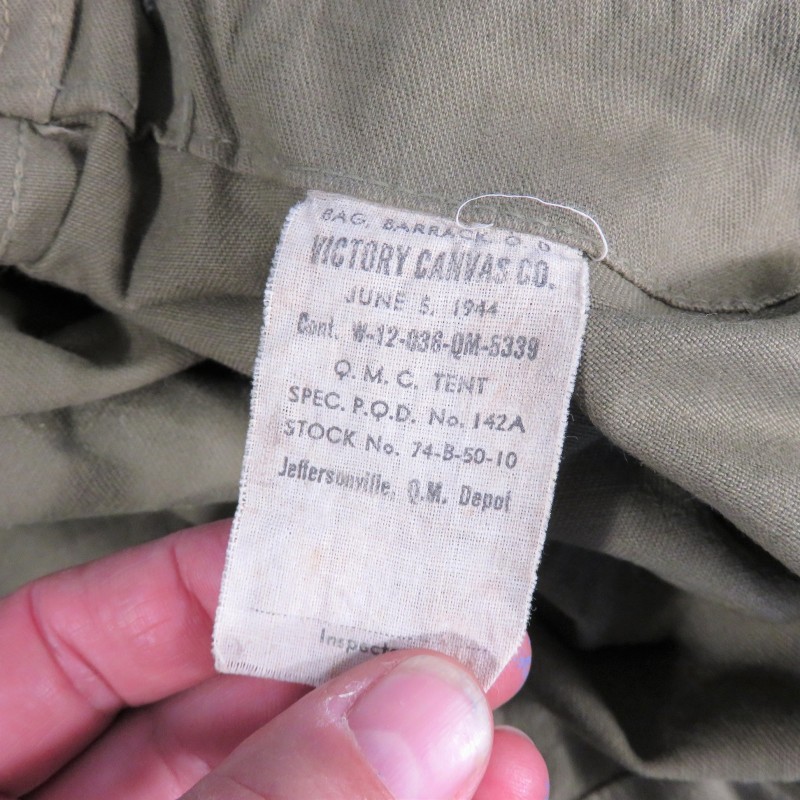 BAG, BARRACK, O D
VICTORY CANVAS CO.
JUNE 5, 1944
Cont. W-12-036-QM-5339
Q. M. C. TENT
SPEC. P.Q.D. No. 142A
STOCK No. 74-B-50-10
Jeffersonville, Q.M. Depot
Inspect